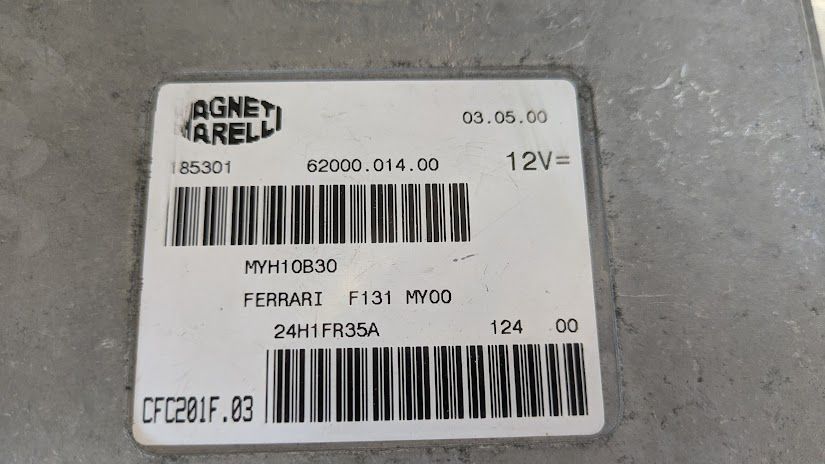 MAGNETI
MARELLI
03.05.00
185301 62000.014.00 12V=
MYH10B30
FERRARI F131 MY00
24H1FR35A 124 00
CFC201F.03